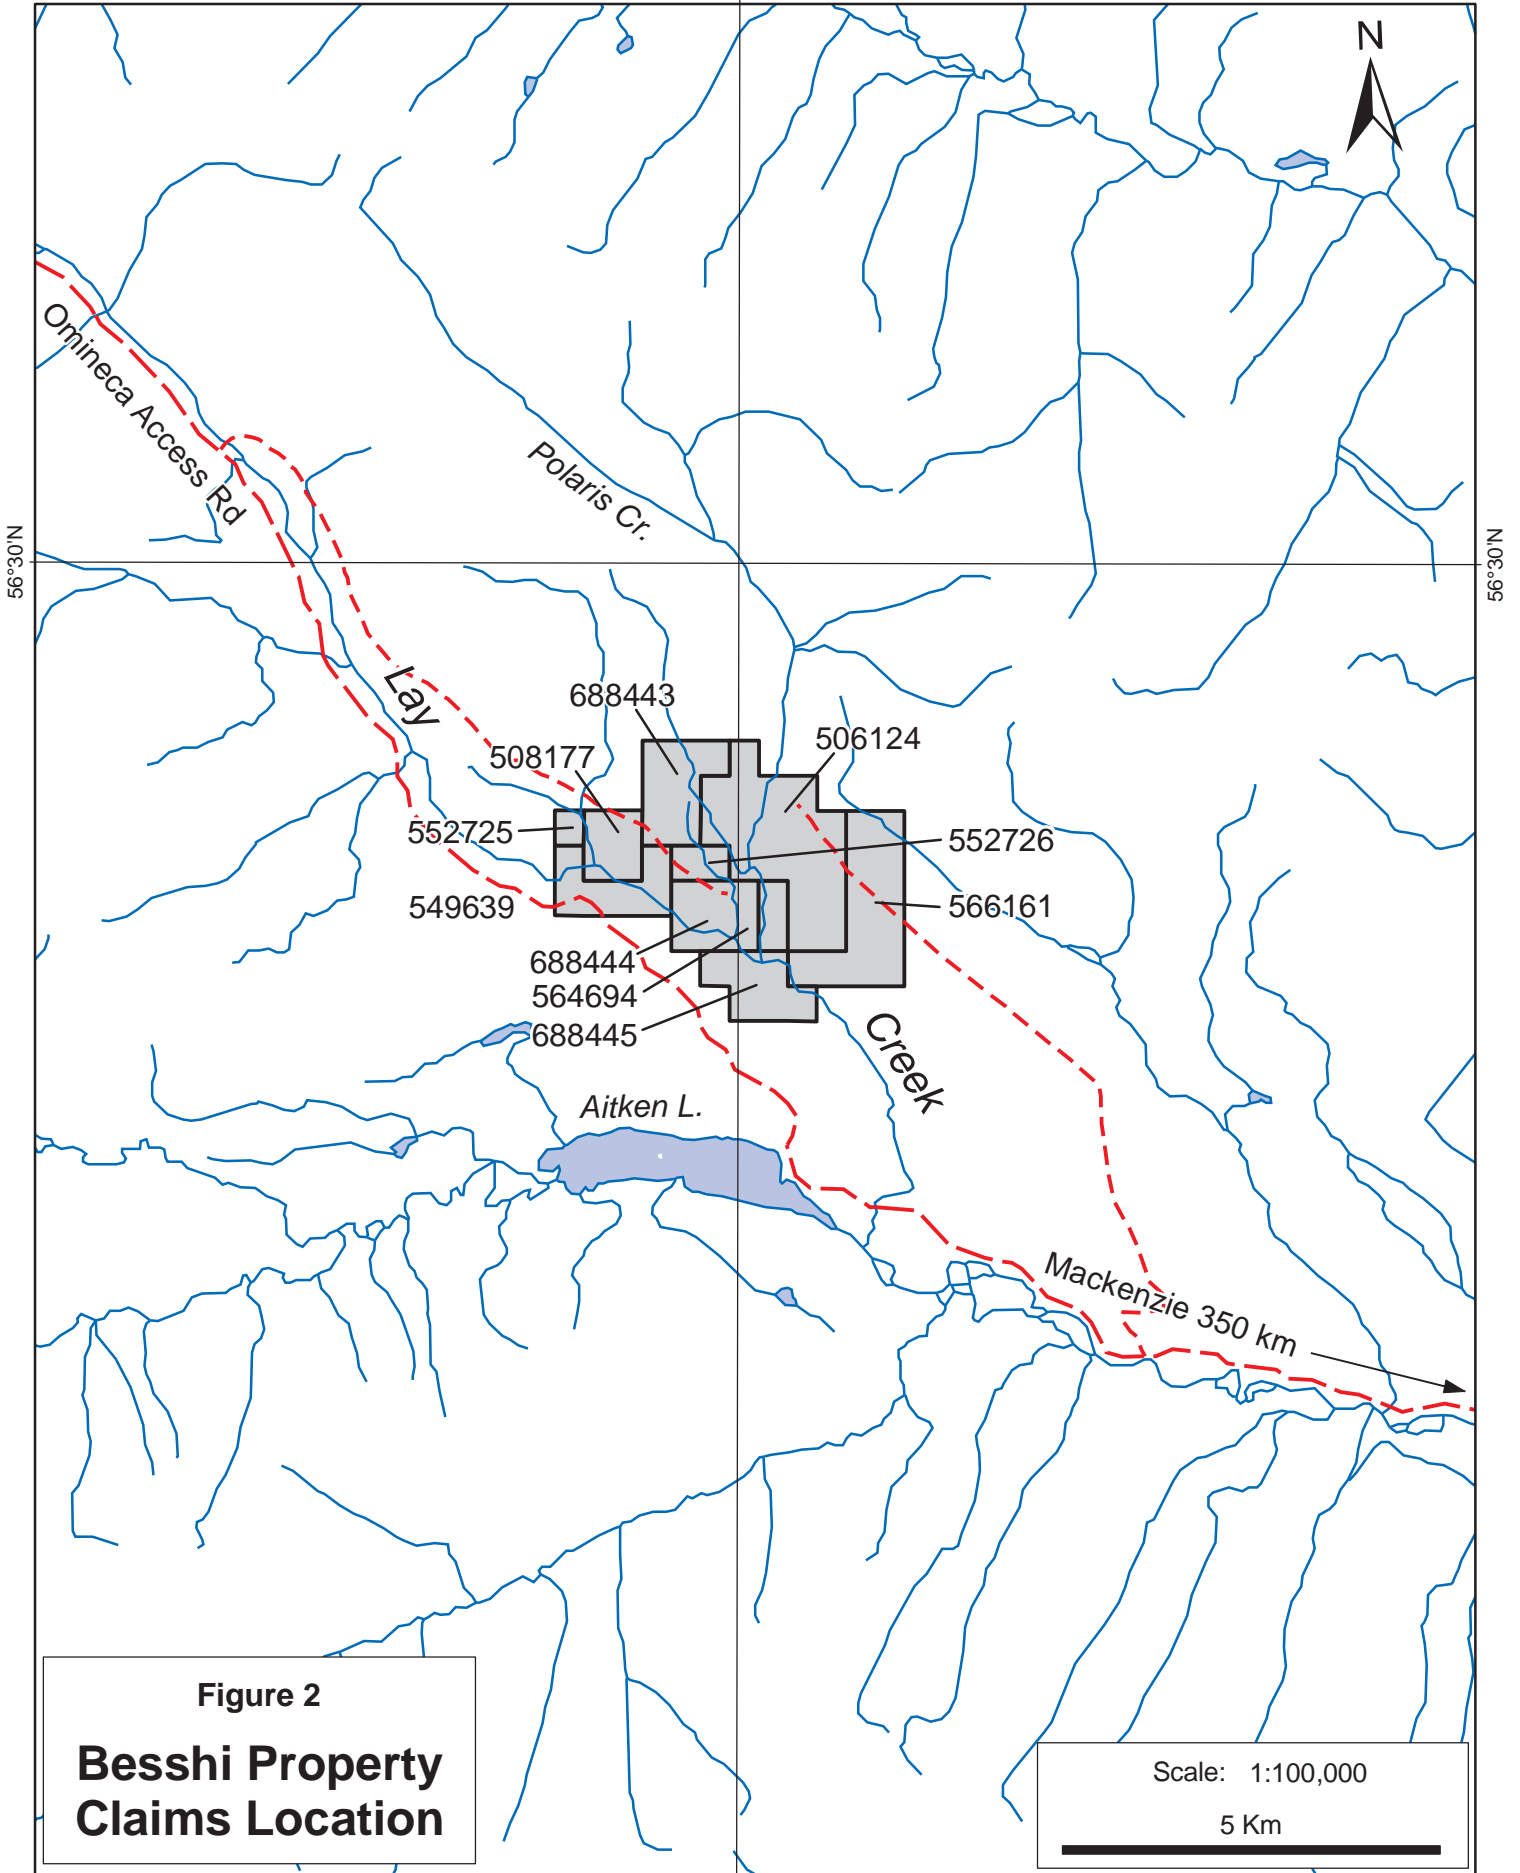 N
Omineca Access Rd
Polaris Cr.
56°30'N
56°30'N
Lay
688443
506124
508177
552725
552726
549639
566161
688444
564694
688445
Creek
Aitken L.
Mackenzie 350 km
Figure 2
Besshi Property
Claims Location
Scale: 1:100,000
5 Km